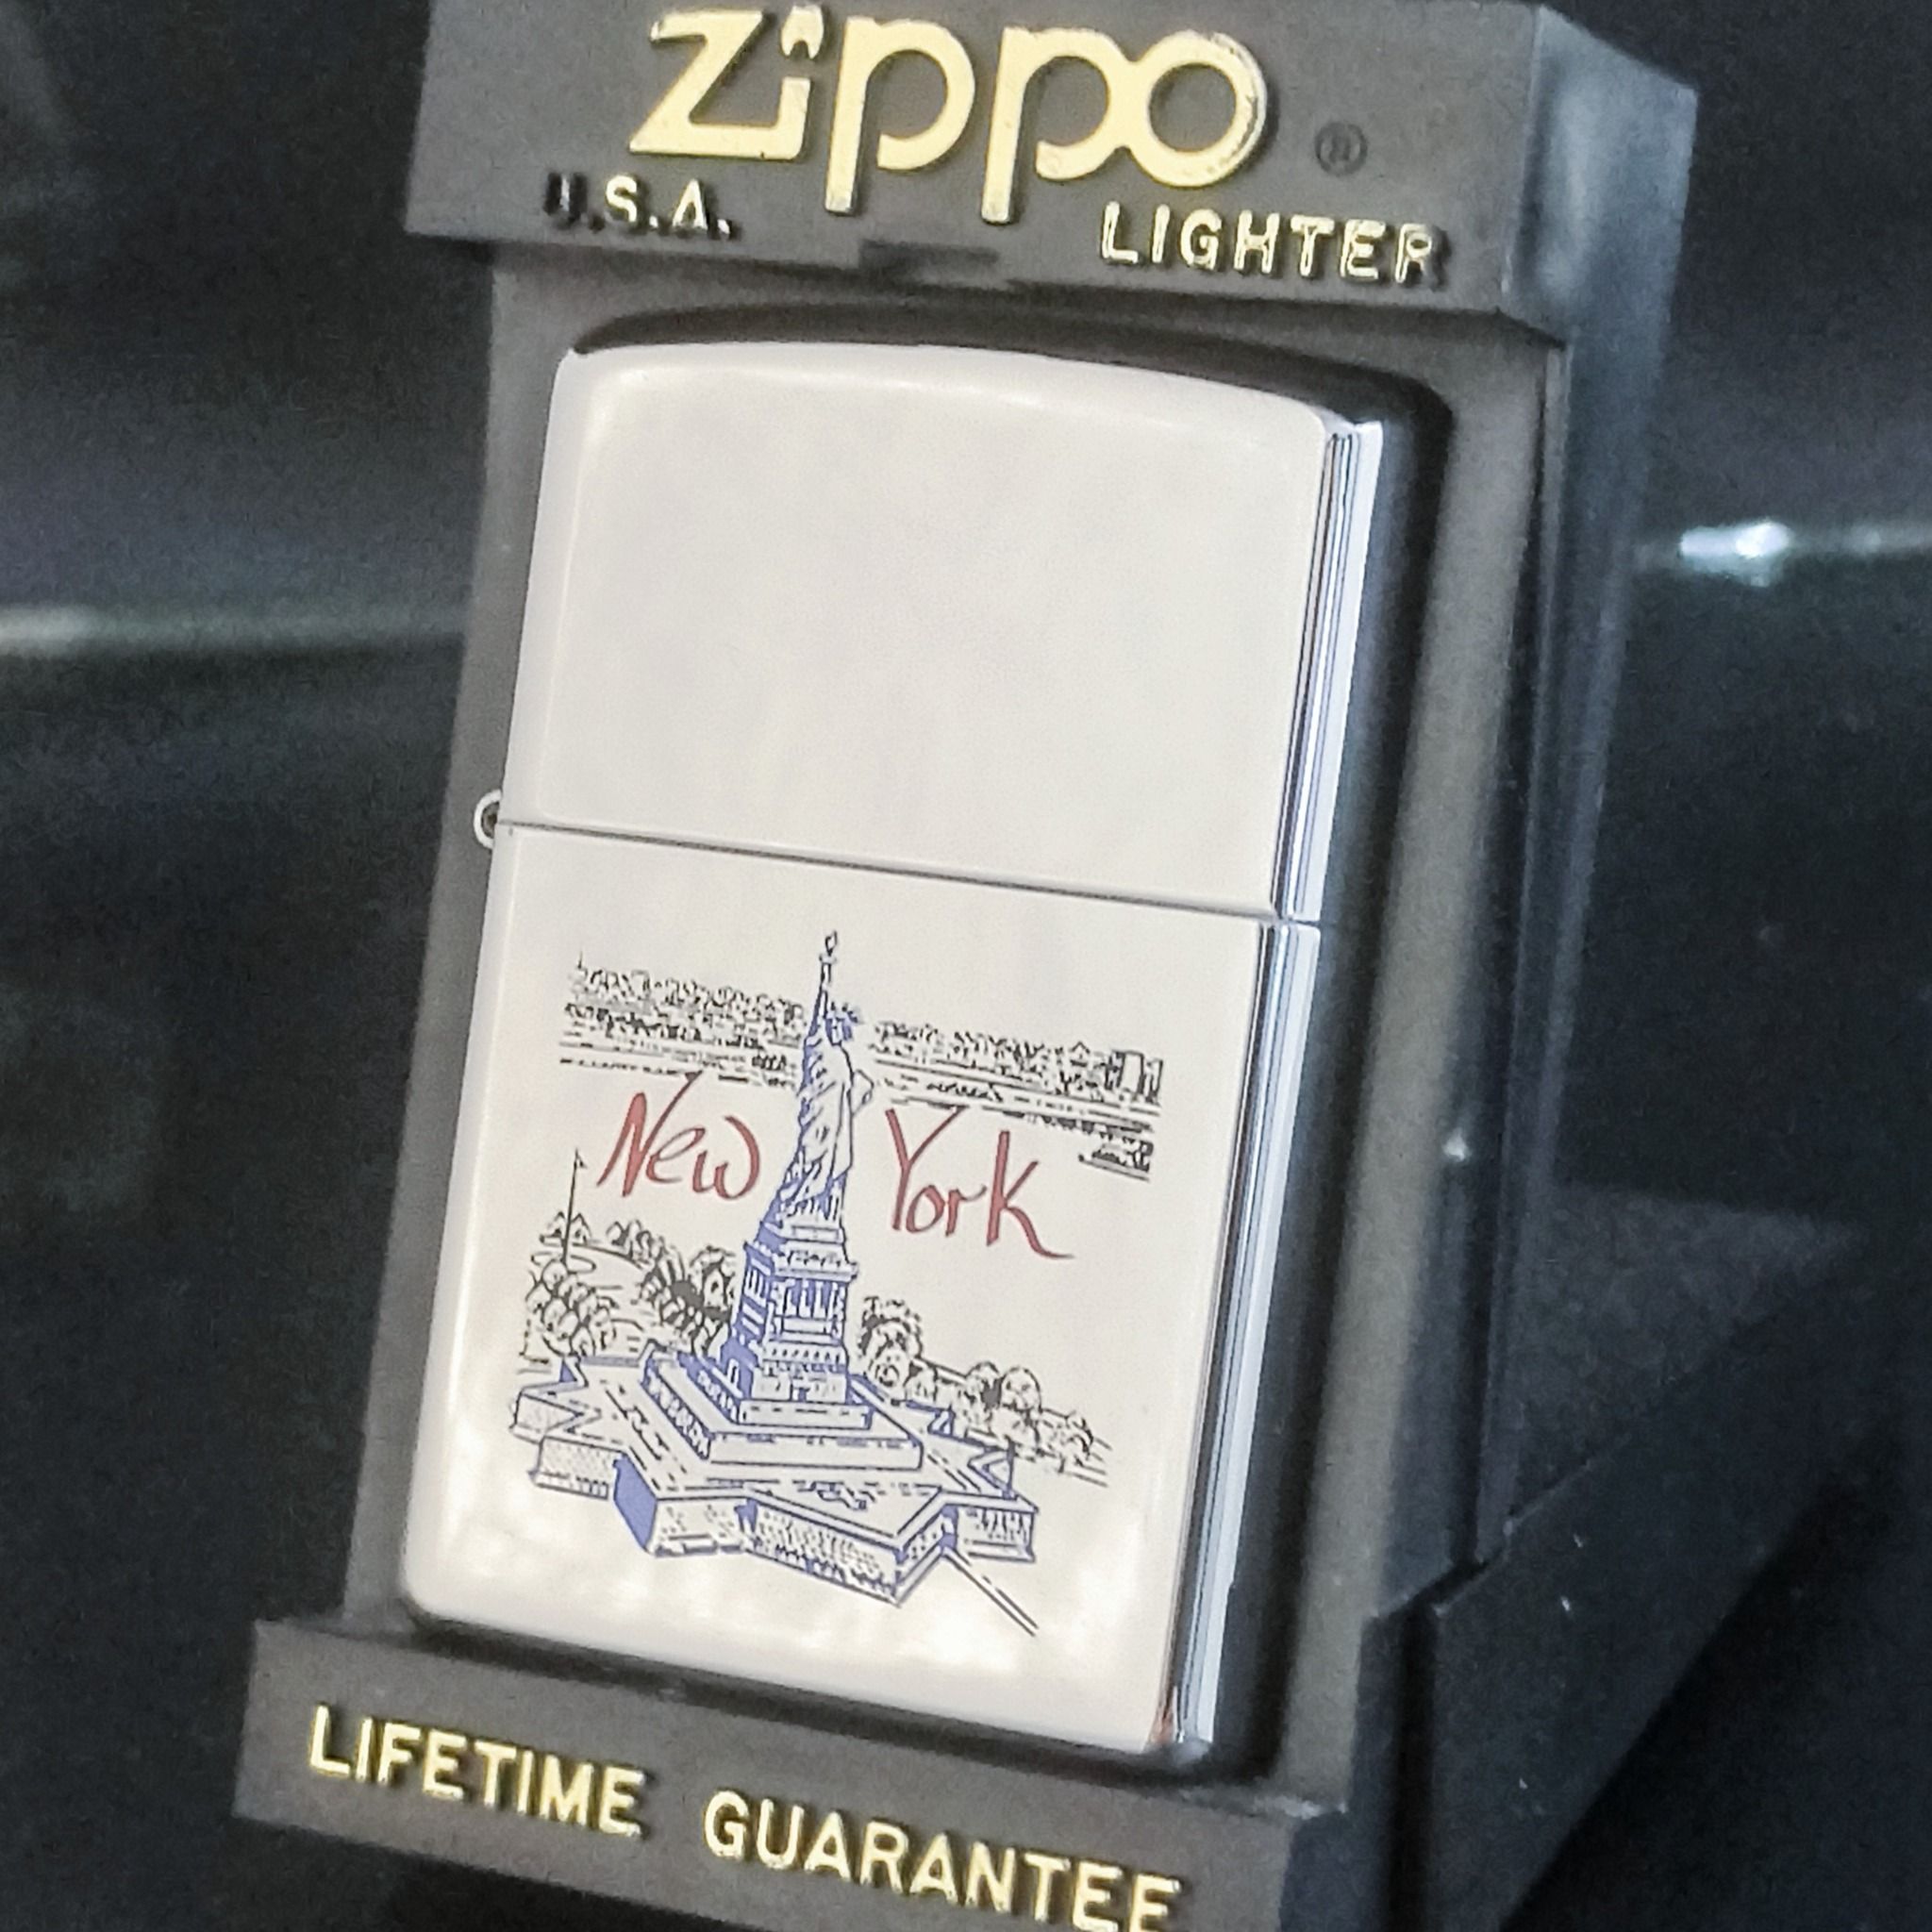 Zippo ®
U.S.A. LIGHTER
New York
LIFETIME GUARANTEE